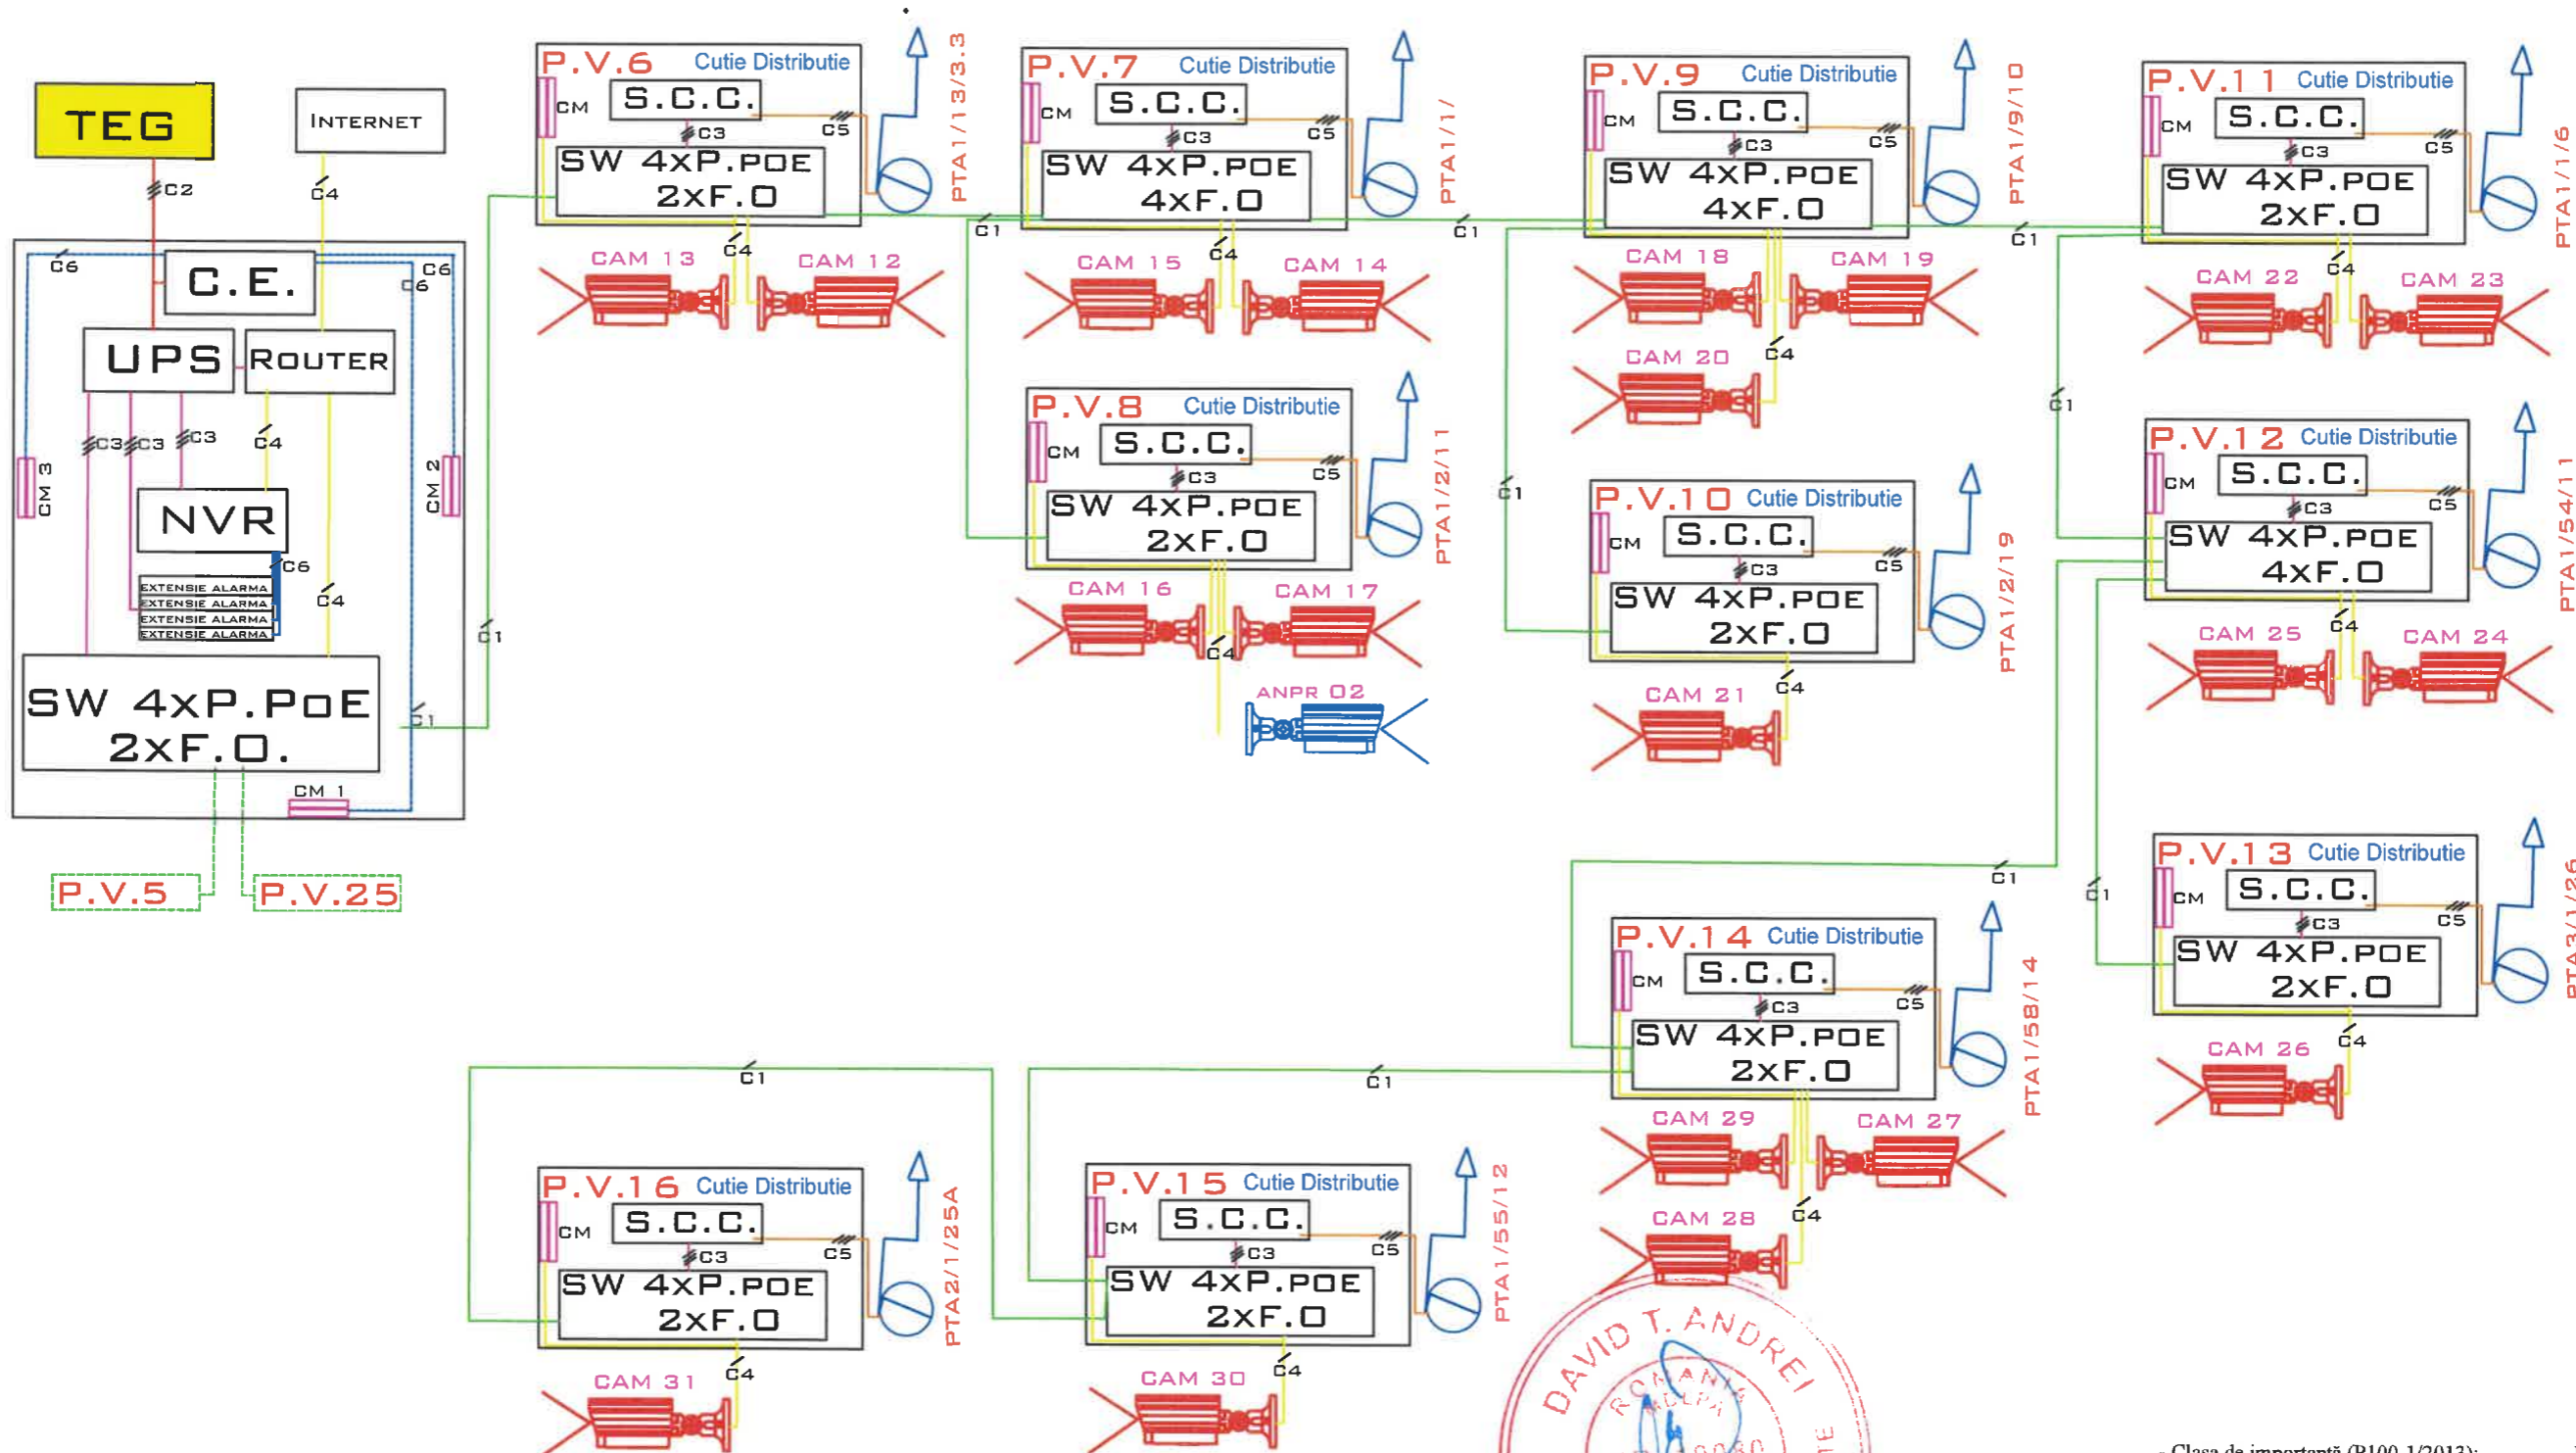 TEG
INTERNET
C2
C4
C6
C.E.
C6
C6
UPS
ROUTER
C3
C3
C3
C4
CM 3
CM 2
NVR
C6
EXTENSIE ALARMA
EXTENSIE ALARMA
EXTENSIE ALARMA
EXTENSIE ALARMA
C4
SW 4xP.PoE
2xF.O.
C1
C1
CM 1
P.V.5
P.V.25
P.V.6 Cutie Distributie
CM
S.C.C.
C3
C5
SW 4xP.POE
2xF.O
PTA1/13/3.3
C4
CAM 13
CAM 12
C1
P.V.7 Cutie Distributie
CM
S.C.C.
C3
C5
SW 4xP.POE
4xF.O
PTA1/1/
C4
CAM 15
CAM 14
C1
P.V.8 Cutie Distributie
CM
S.C.C.
C3
C5
SW 4xP.POE
2xF.O
PTA1/2/11
CAM 16
CAM 17
C4
ANPR 02
P.V.9 Cutie Distributie
CM
S.C.C.
C3
C5
SW 4xP.POE
4xF.O
PTA1/9/10
CAM 18
CAM 19
CAM 20
C4
C1
C1
P.V.10 Cutie Distributie
CM
S.C.C.
C3
C5
SW 4xP.POE
2xF.O
PTA1/2/19
C4
CAM 21
P.V.11 Cutie Distributie
CM
S.C.C.
C3
C5
SW 4xP.POE
2xF.O
PTA1/1/6
C4
CAM 22
CAM 23
C1
P.V.12 Cutie Distributie
CM
S.C.C.
C3
C5
SW 4xP.POE
4xF.O
PTA1/54/11
C4
CAM 25
CAM 24
C1
C1
P.V.13 Cutie Distributie
CM
S.C.C.
C3
C5
SW 4xP.POE
2xF.O
PTA3/1/26
C4
CAM 26
P.V.14 Cutie Distributie
CM
S.C.C.
C3
C5
SW 4xP.POE
2xF.O
PTA1/58/14
CAM 29
CAM 27
C4
CAM 28
C1
C1
P.V.16 Cutie Distributie
CM
S.C.C.
C3
C5
SW 4xP.POE
2xF.O
PTA2/1/25A
C4
CAM 31
P.V.15 Cutie Distributie
CM
S.C.C.
C3
C5
SW 4xP.POE
2xF.O
PTA1/55/12
C4
CAM 30
DAVID T. ANDREI
ROMANIA
MDLPA
- Clasa de importanță (P100-1/2013):